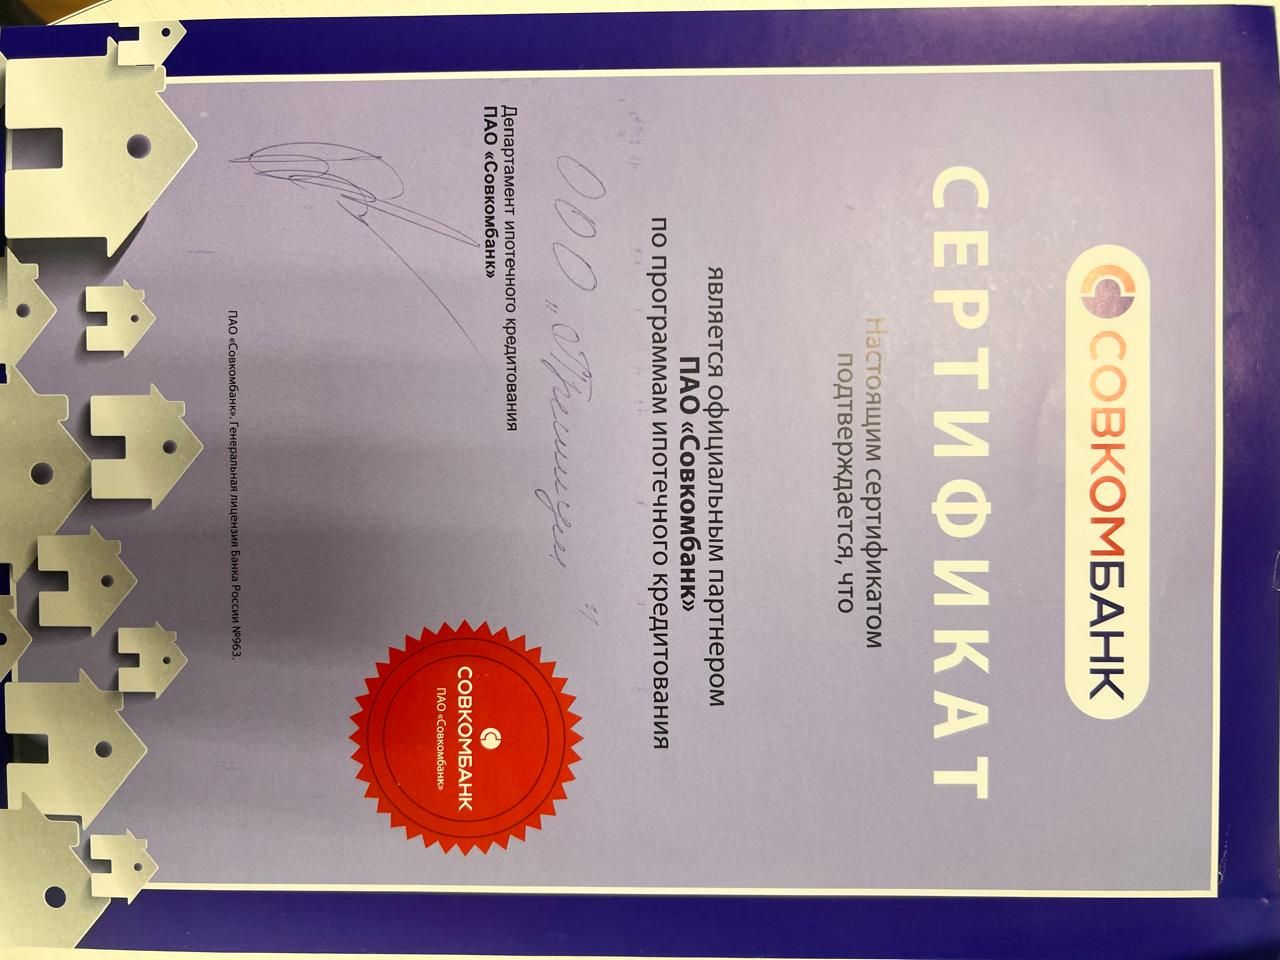 СОВКОМБАНК
СЕРТИФИКАТ
Настоящим сертификатом
подтверждается, что
является официальным партнером
ПАО «Совкомбанк»
по программам ипотечного кредитования
ООО „Премиум"
Департамент ипотечного кредитования
ПАО «Совкомбанк»
СОВКОМБАНК
ПАО «Совкомбанк»
ПАО «Совкомбанк». Генеральная лицензия Банка России №963.